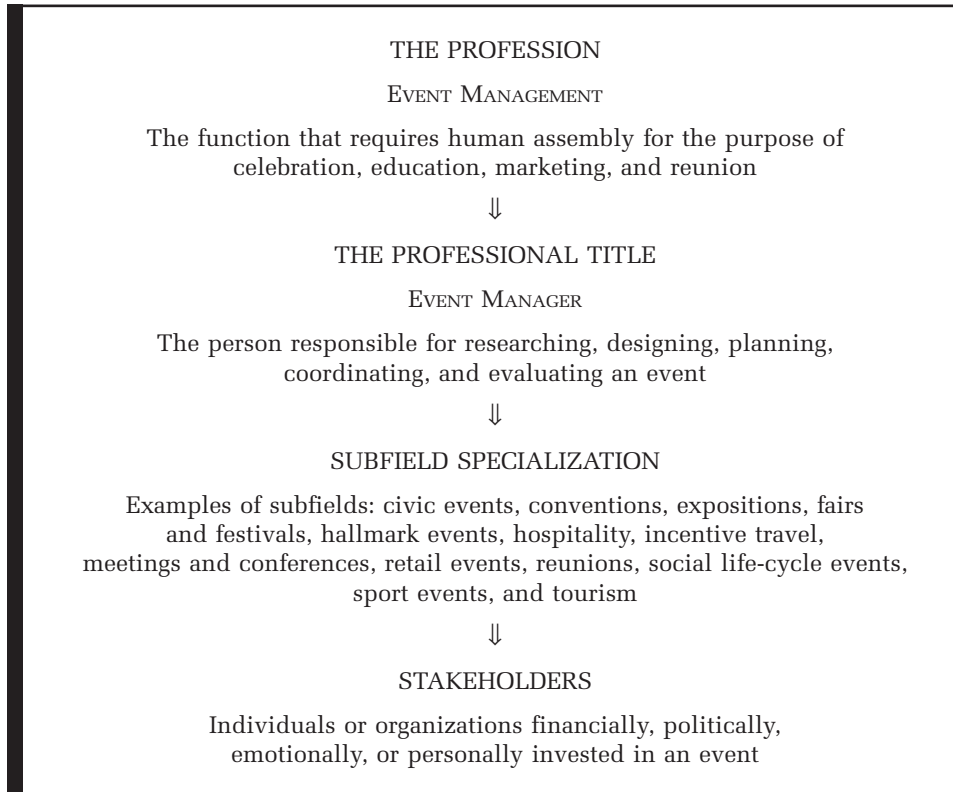 THE PROFESSION
EVENT MANAGEMENT
The function that requires human assembly for the purpose of
celebration, education, marketing, and reunion
⇓
THE PROFESSIONAL TITLE
EVENT MANAGER
The person responsible for researching, designing, planning,
coordinating, and evaluating an event
⇓
SUBFIELD SPECIALIZATION
Examples of subfields: civic events, conventions, expositions, fairs
and festivals, hallmark events, hospitality, incentive travel,
meetings and conferences, retail events, reunions, social life-cycle events,
sport events, and tourism
⇓
STAKEHOLDERS
Individuals or organizations financially, politically,
emotionally, or personally invested in an event